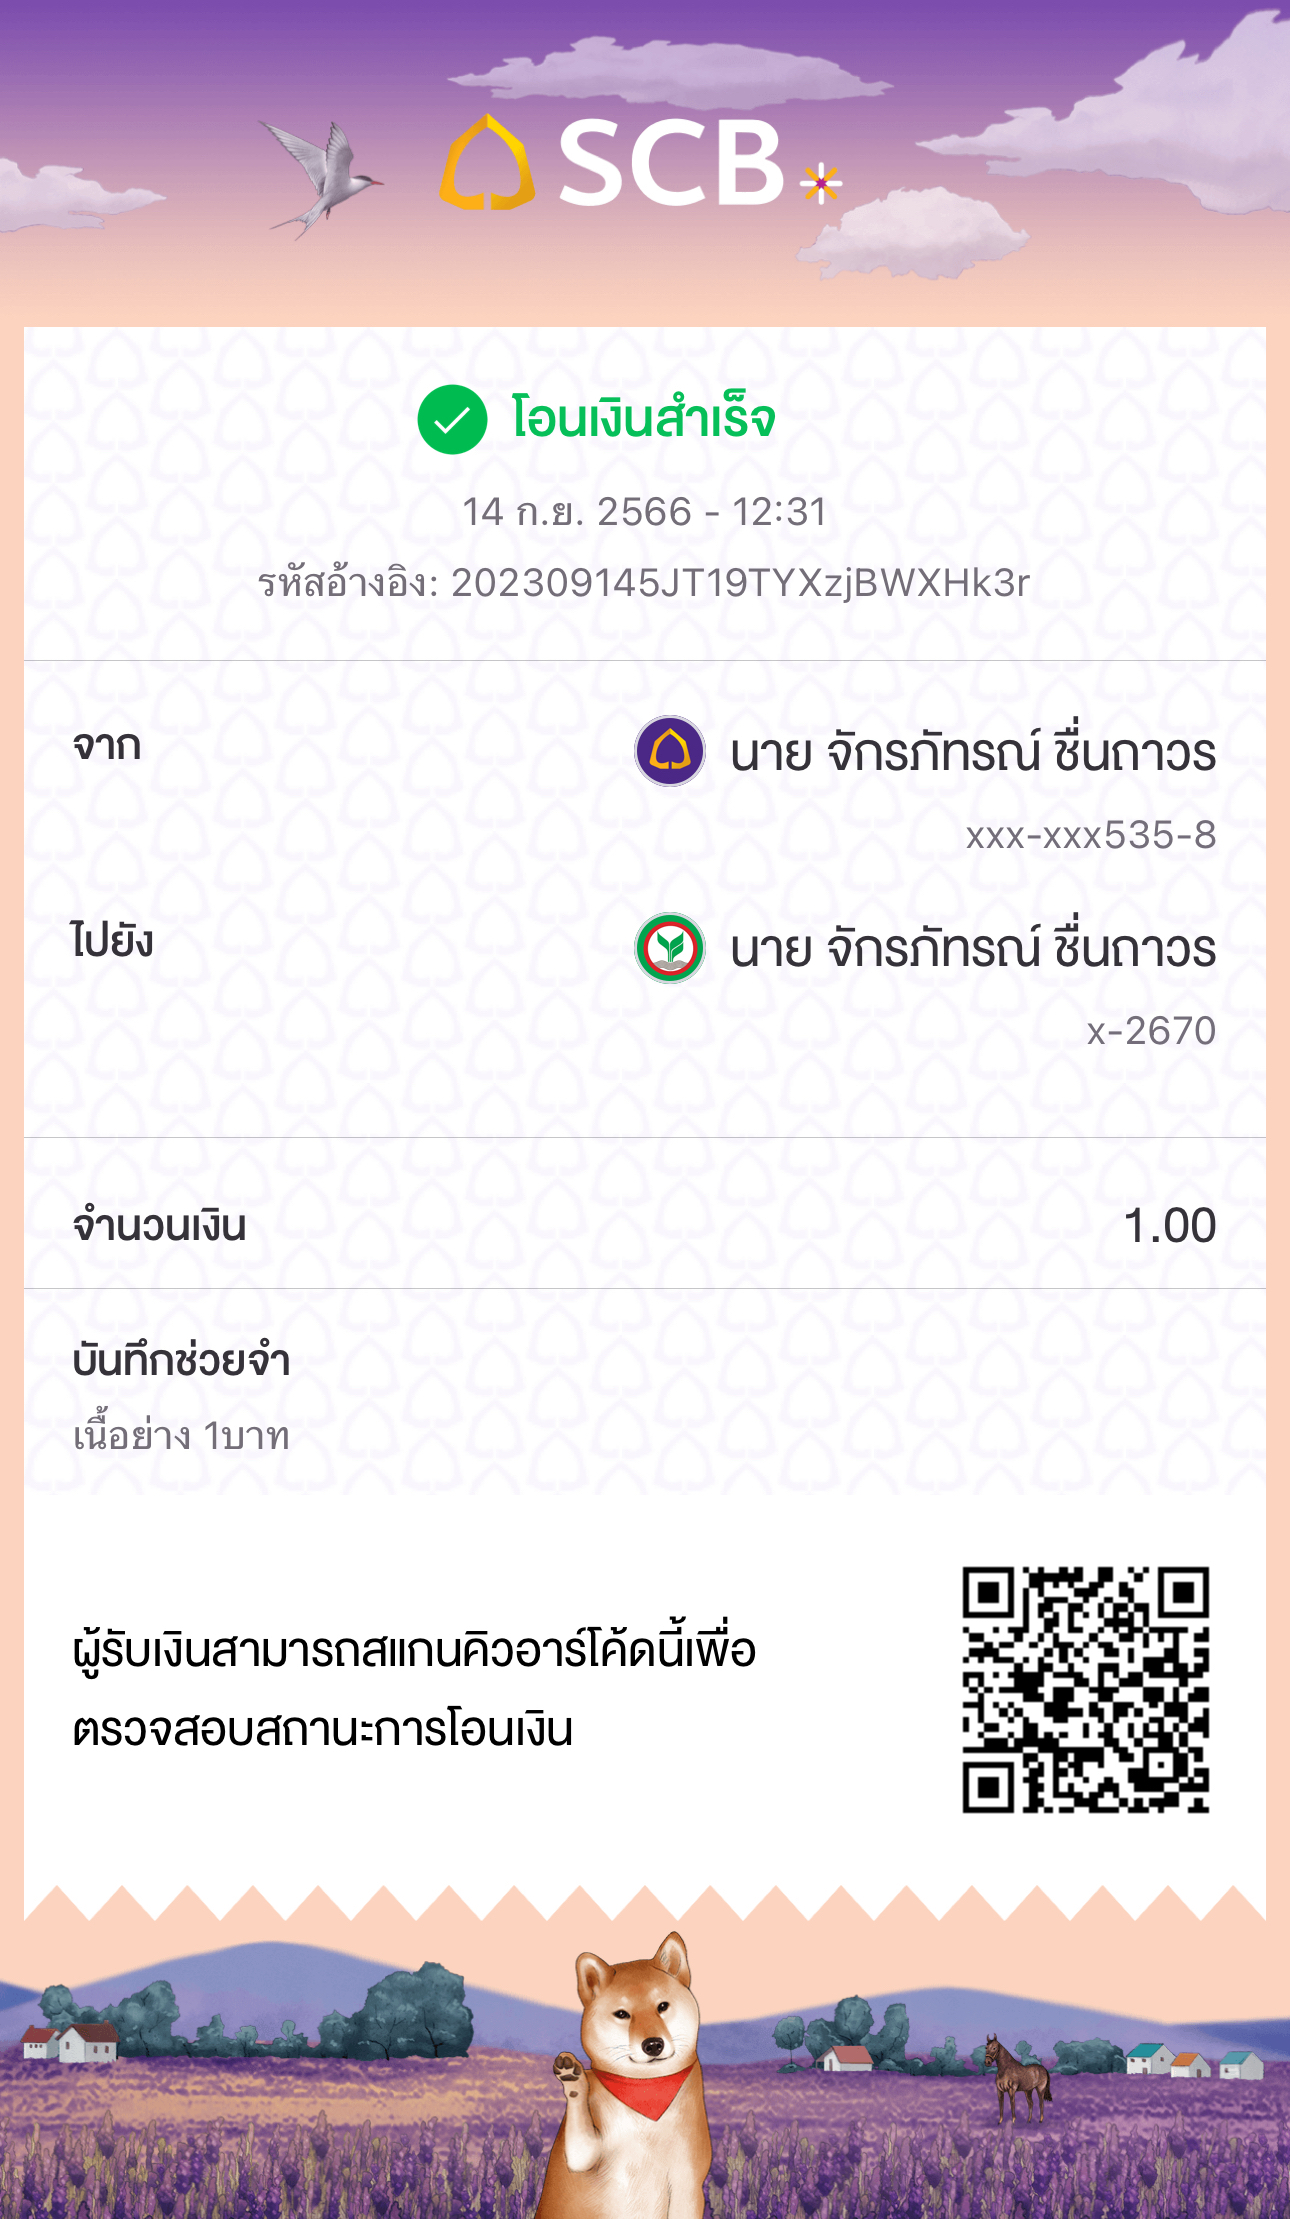 SCB
โอนเงินสำเร็จ
14 ก.ย. 2566 - 12:31
รหัสอ้างอิง: 202309145JT19TYXzjBWXHk3r
จาก
นาย จักรภัทรณ์ ชื่นถาวร
xxx-xxx535-8
ไปยัง
นาย จักรภัทรณ์ ชื่นถาวร
x-2670
จำนวนเงิน 1.00
บันทึกช่วยจำ
เนื้อย่าง 1บาท
ผู้รับเงินสามารถสแกนคิวอาร์โค้ดนี้เพื่อ
ตรวจสอบสถานะการโอนเงิน